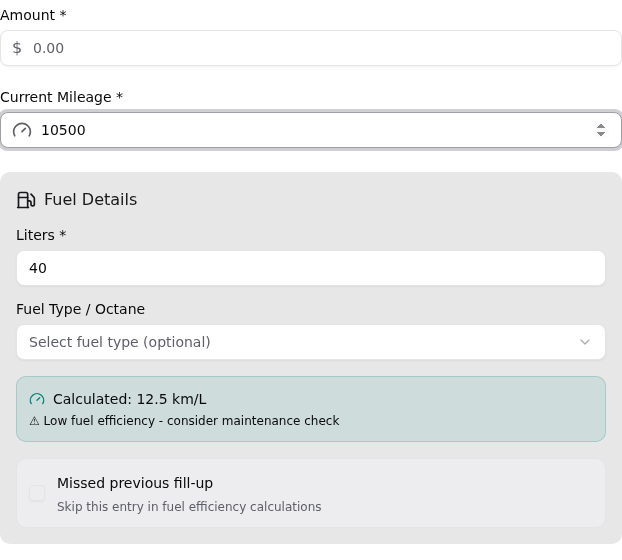 Amount *
$ 0.00
Current Mileage *
10500
Fuel Details
Liters *
40
Fuel Type / Octane
Select fuel type (optional)
Calculated: 12.5 km/L
⚠ Low fuel efficiency - consider maintenance check
Missed previous fill-up
Skip this entry in fuel efficiency calculations